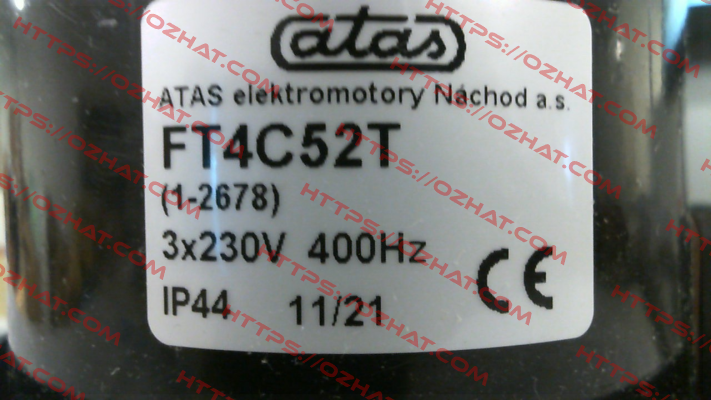 atas
ATAS elektromotory Náchod a.s.
FT4C52T
(1-2678)
3x230V 400Hz
CE
IP44 11/21
HTTPS://OZHAT.COM